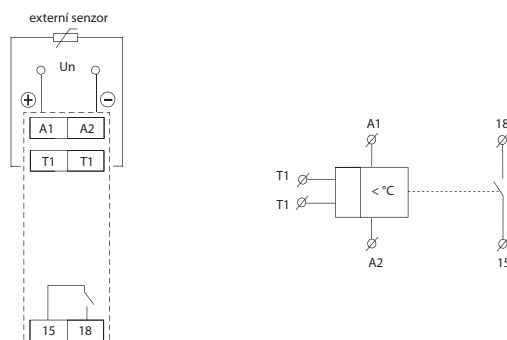 externí senzor
Un
+ −
A1 A2
T1 T1
15 18
A1
18
T1
< °C
T1
A2
15